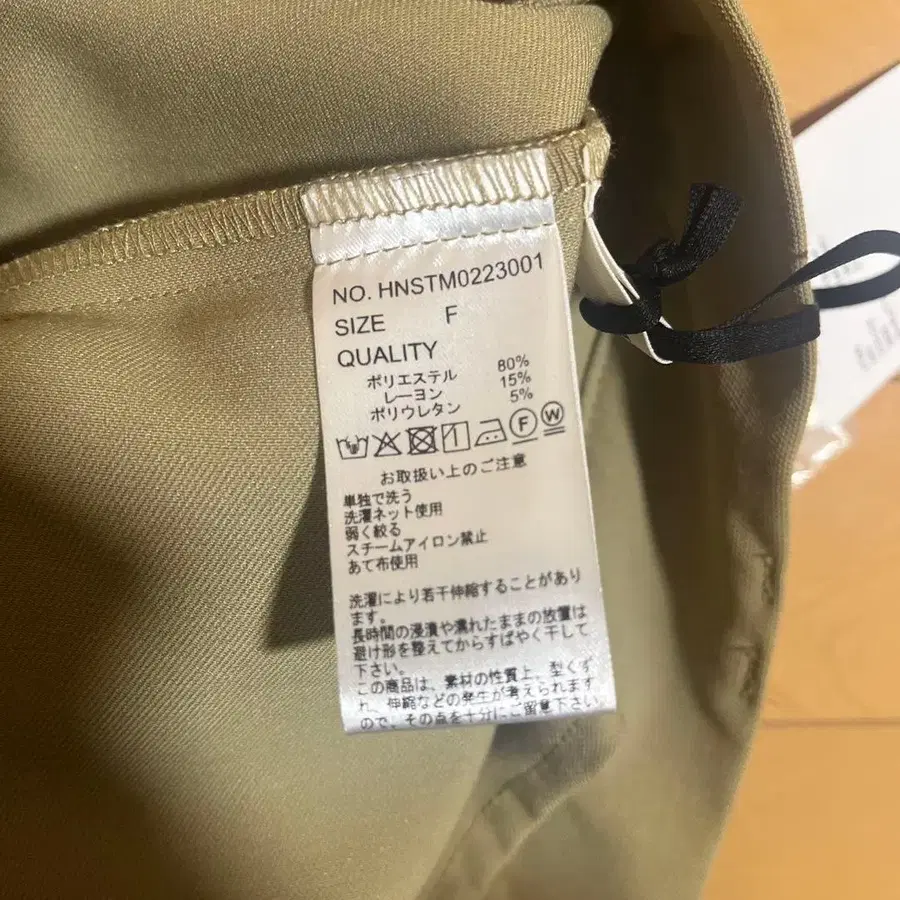 NO. HNSTM0223001
SIZE F
QUALITY
ポリエステル 80%
レーヨン 15%
ポリウレタン 5%
F W
お取扱い上のご注意
単独で洗う
洗濯ネット使用
弱く絞る
スチームアイロン禁止
あて布使用
洗濯により若干伸縮することがあり
ます。
長時間の浸漬や濡れたままの放置は
避け形を整えてからすばやく干して
下さい。
この商品は、素材の性質上、型くず
れ、伸縮などの発生が考えられます
ので、その点を十分にご留意下さい。